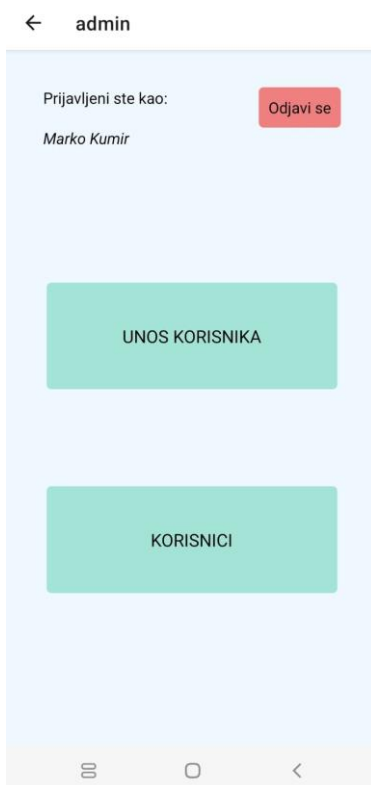 admin
Prijavljeni ste kao:
Odjavi se
Marko Kumir
UNOS KORISNIKA
KORISNICI